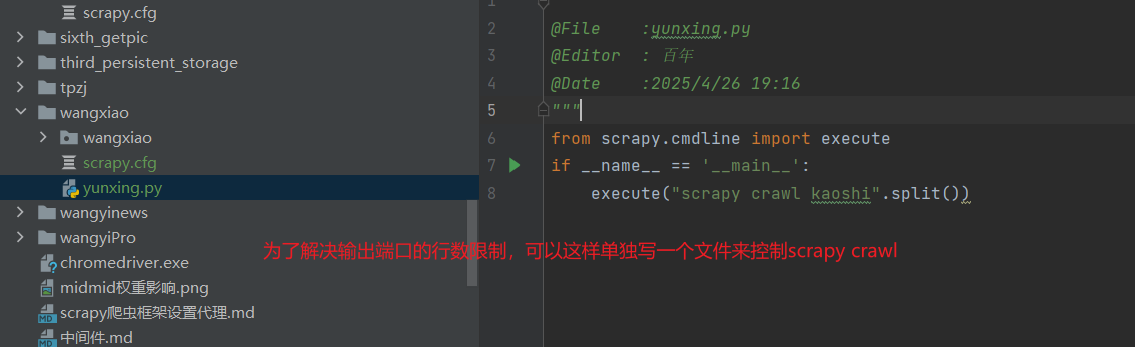 scrapy.cfg
sixth_getpic
third_persistent_storage
tpzj
wangxiao
wangxiao
scrapy.cfg
yunxing.py
wangyinews
wangyiPro
chromedriver.exe
midmid权重影响.png
scrapy爬虫框架设置代理.md
中间件.md
1
2 @File :yunxing.py
3 @Editor : 百年
4 @Date :2025/4/26 19:16
5 """
6 from scrapy.cmdline import execute
7 if __name__ == '__main__':
8 execute("scrapy crawl kaoshi".split())
为了解决输出端口的行数限制，可以这样单独写一个文件来控制scrapy crawl